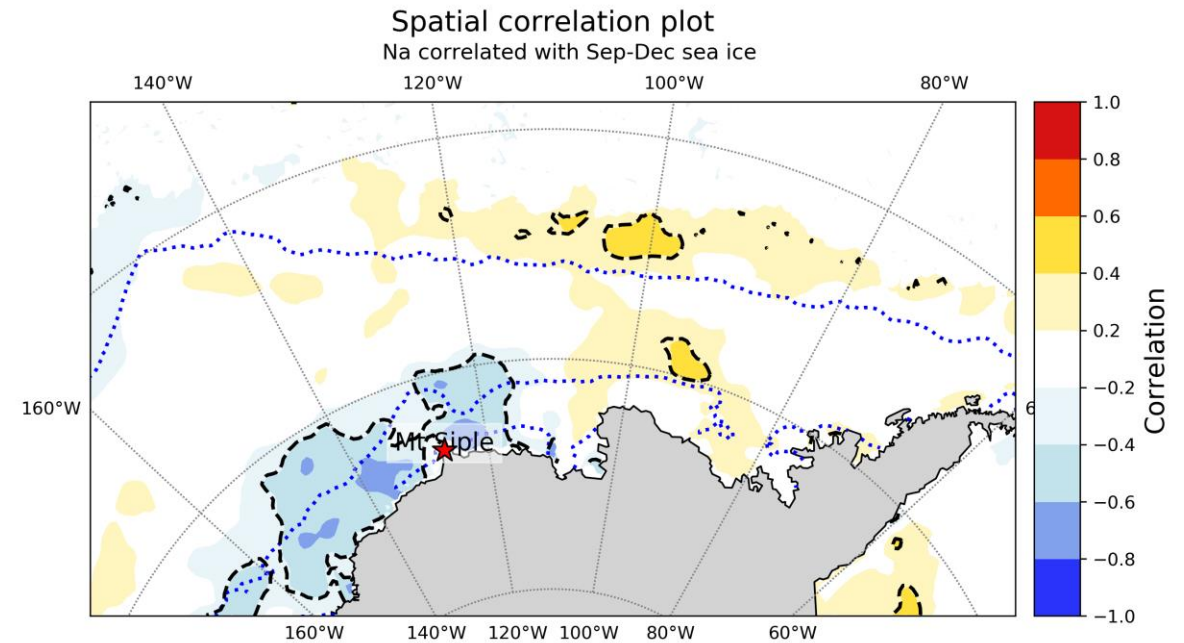 Spatial correlation plot
Na correlated with Sep-Dec sea ice
140°W 120°W 100°W 80°W
160°W
6
Mt Siple
160°W 140°W 120°W 100°W 80°W 60°W
1.0
0.8
0.6
0.4
0.2
−0.2
−0.4
−0.6
−0.8
−1.0
Correlation